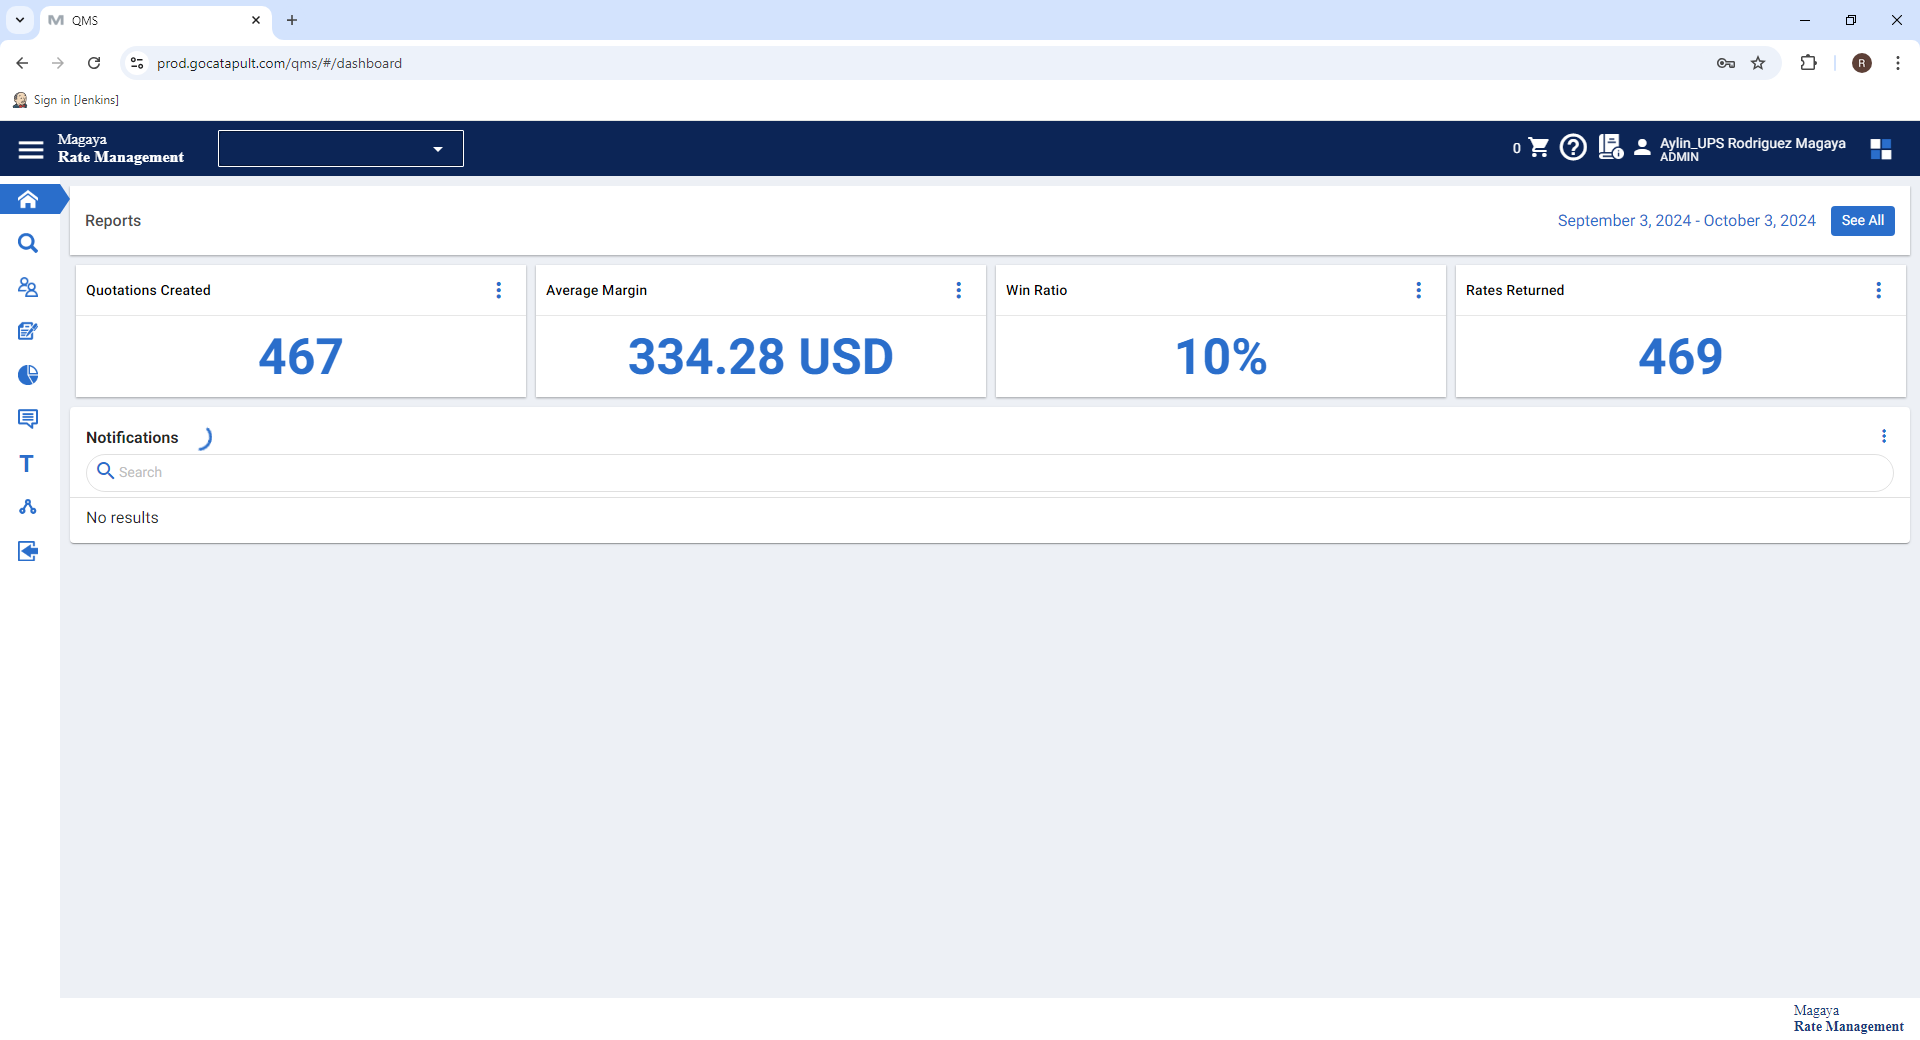 QMS
prod.gocatapult.com/qms/#/dashboard
R
Sign in [Jenkins]
Magaya
Rate Management
0
Aylin_UPS Rodriguez Magaya
ADMIN
Reports
September 3, 2024 - October 3, 2024
See All
Quotations Created
Average Margin
Win Ratio
Rates Returned
467
334.28 USD
10%
469
Notifications
Search
No results
T
Magaya
Rate Management